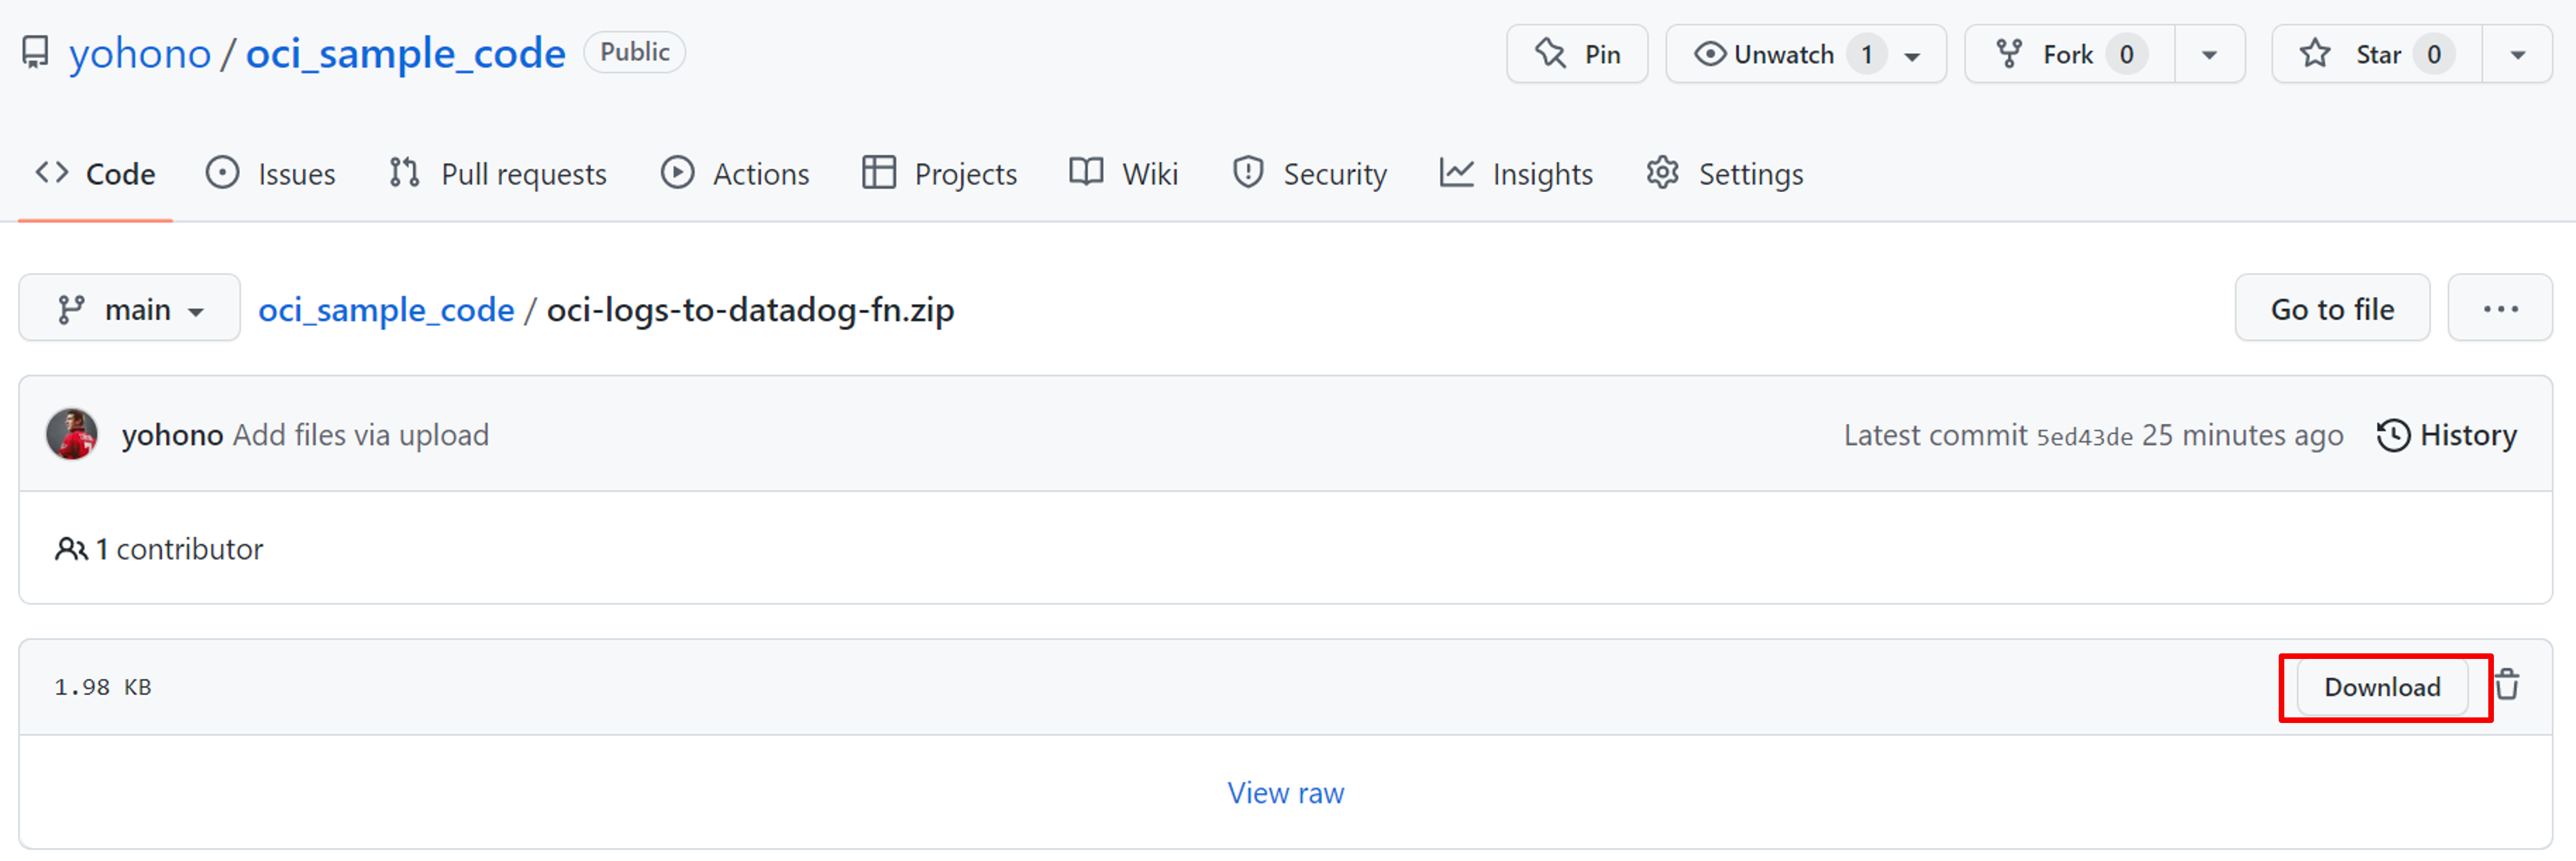 yohono / oci_sample_code Public Pin Unwatch 1 Fork 0 Star 0
Code Issues Pull requests Actions Projects Wiki Security Insights Settings
main oci_sample_code / oci-logs-to-datadog-fn.zip Go to file ...
yohono Add files via upload Latest commit 5ed43de 25 minutes ago History
1 contributor
1.98 KB Download
View raw